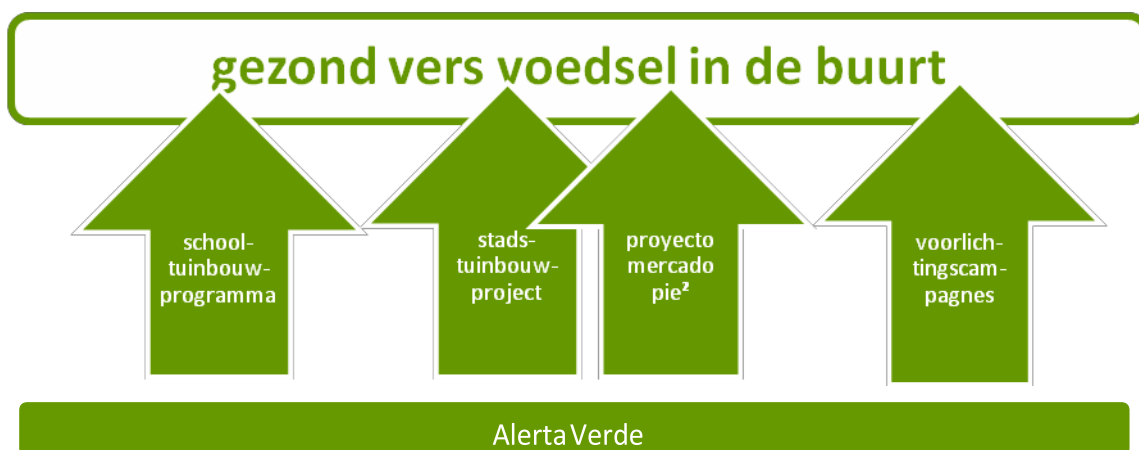 gezond vers voedsel in de buurt
school-
tuinbouw-
programma
stads-
tuinbouw-
project
proyecto
mercado
pie²
voorlich-
tingscam-
pagnes
Alerta Verde